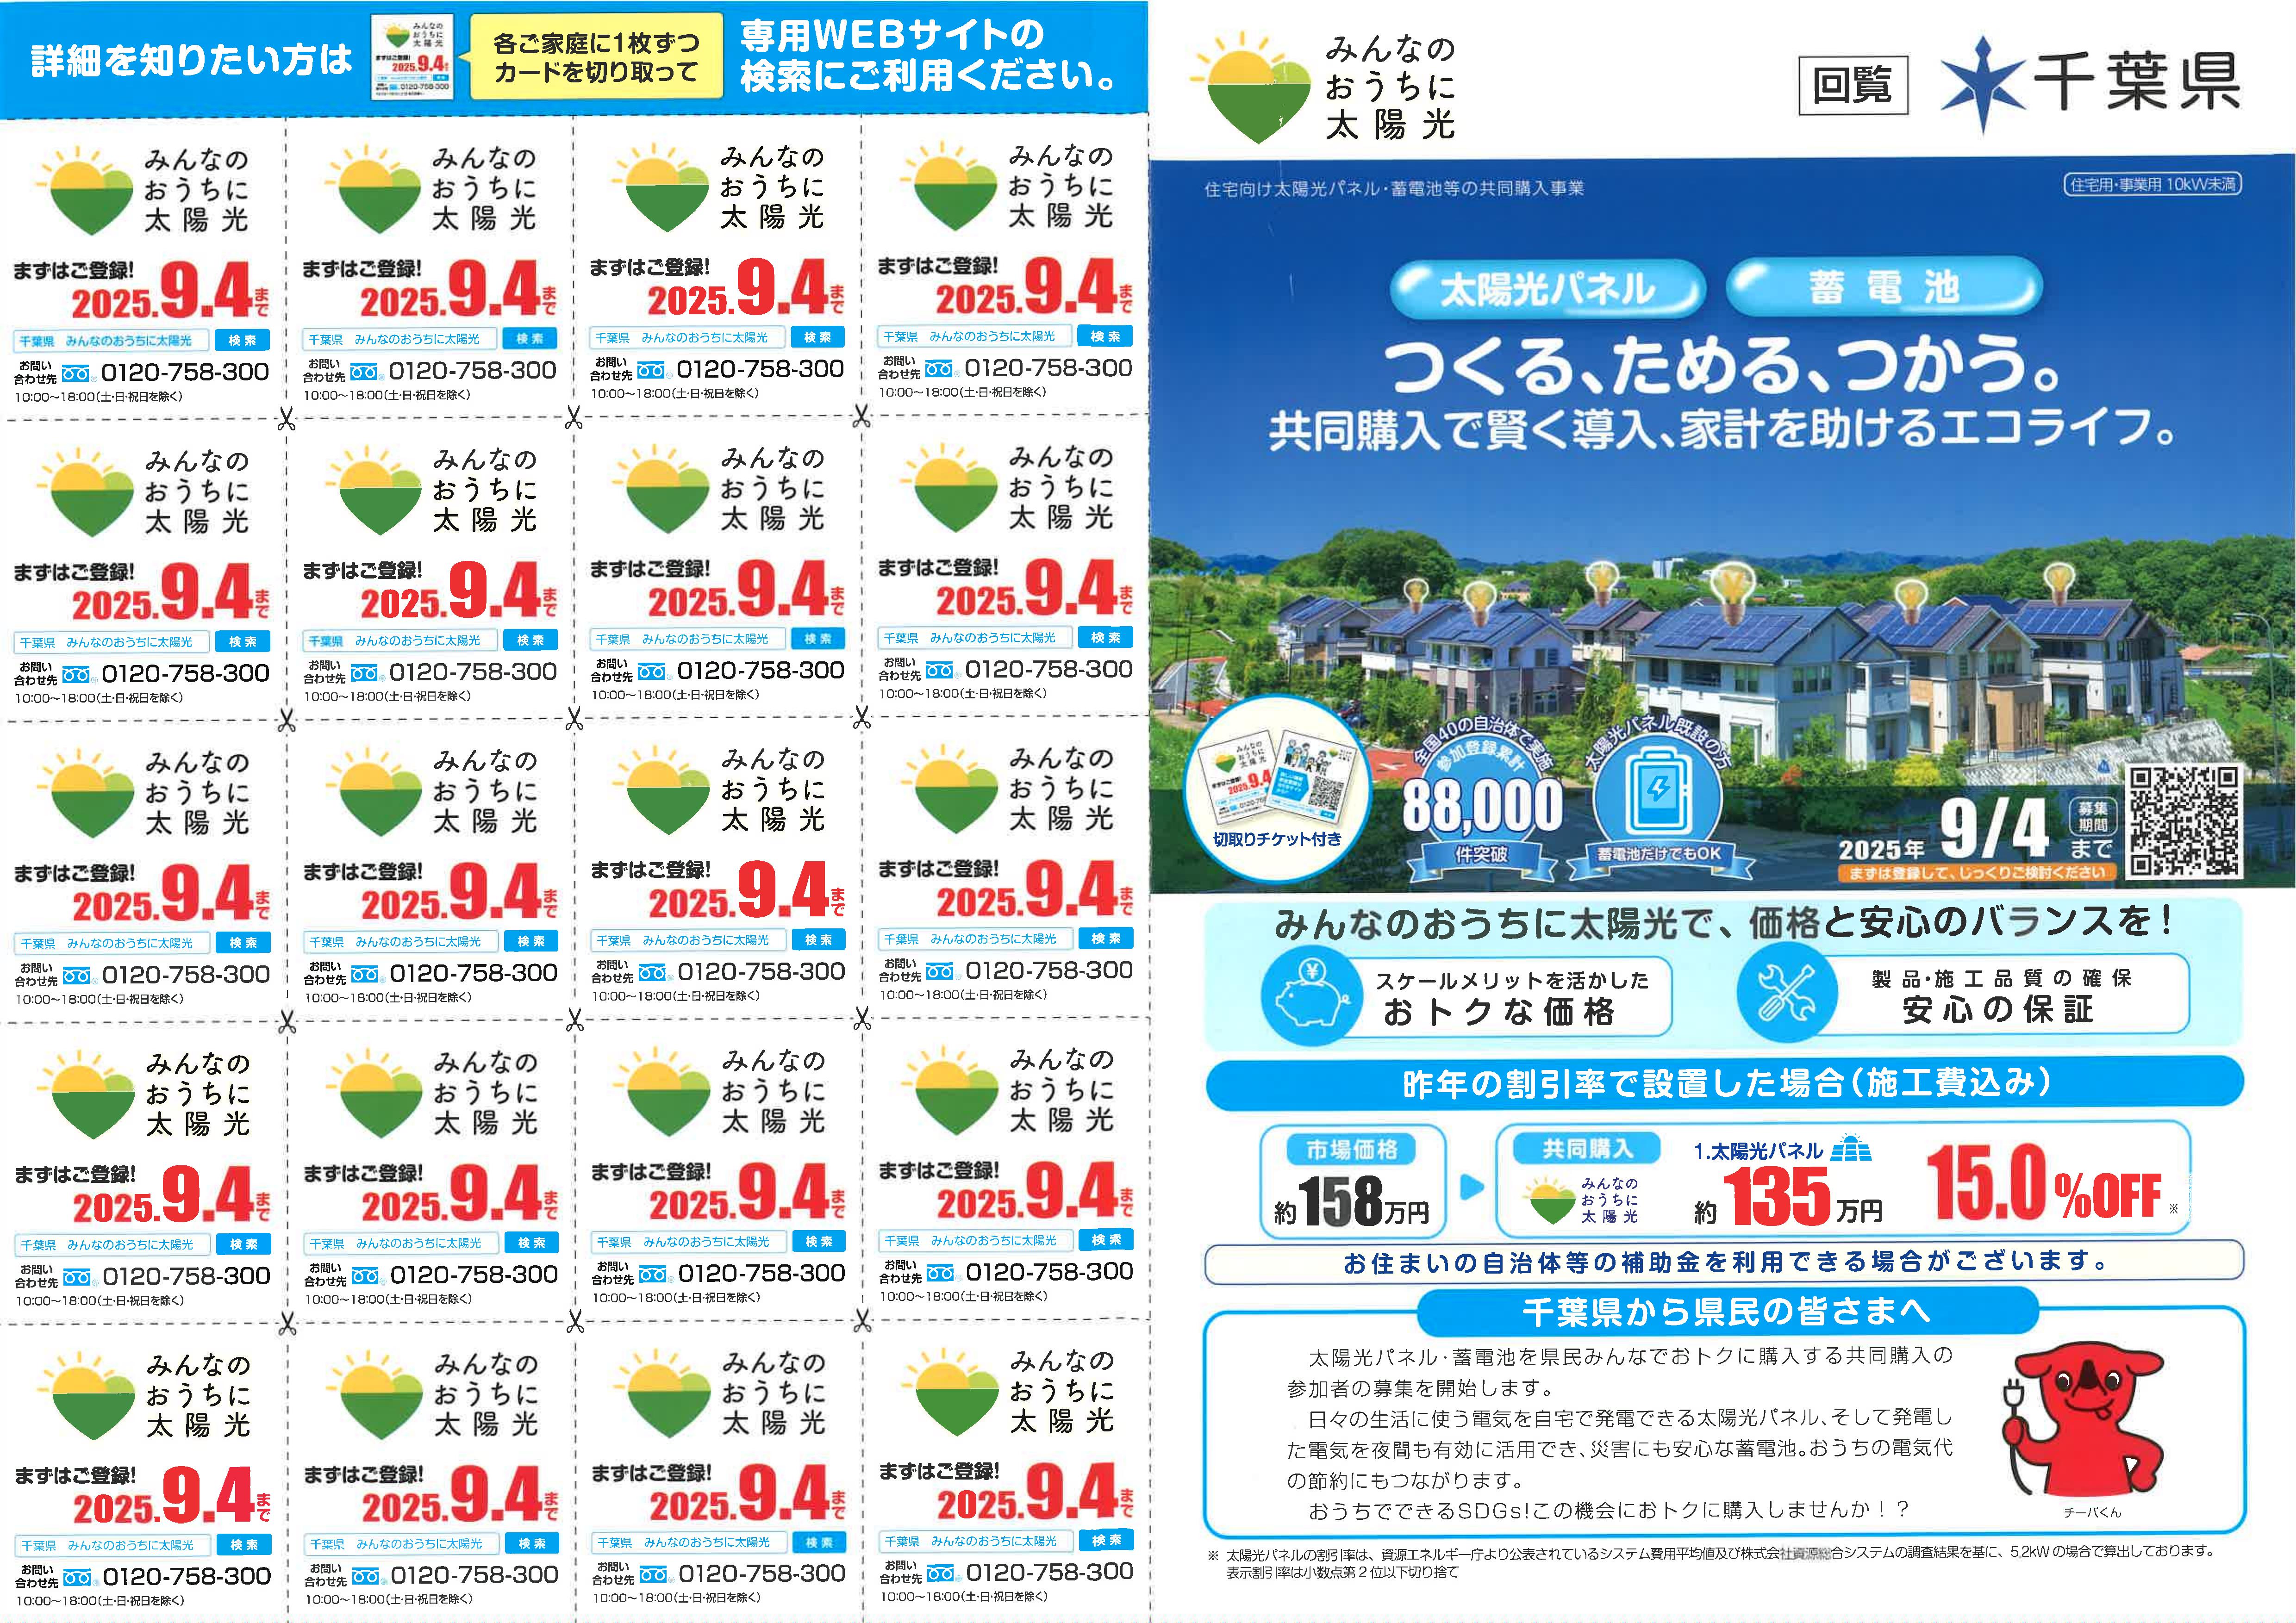 詳細を知りたい方は
各ご家庭に1枚ずつ
カードを切り取って
専用WEBサイトの
検索にご利用ください。
みんなの
おうちに
太陽光
まずはご登録!
2025.9.4まで
千葉県 みんなのおうちに太陽光 検索
お問い合わせ先 0120-758-300
10:00~18:00(土・日・祝日を除く)
みんなの
おうちに
太陽光
まずはご登録!
2025.9.4まで
千葉県 みんなのおうちに太陽光 検索
お問い合わせ先 0120-758-300
10:00~18:00(土・日・祝日を除く)
みんなの
おうちに
太陽光
まずはご登録!
2025.9.4まで
千葉県 みんなのおうちに太陽光 検索
お問い合わせ先 0120-758-300
10:00~18:00(土・日・祝日を除く)
みんなの
おうちに
太陽光
まずはご登録!
2025.9.4まで
千葉県 みんなのおうちに太陽光 検索
お問い合わせ先 0120-758-300
10:00~18:00(土・日・祝日を除く)
みんなの
おうちに
太陽光
まずはご登録!
2025.9.4まで
千葉県 みんなのおうちに太陽光 検索
お問い合わせ先 0120-758-300
10:00~18:00(土・日・祝日を除く)
みんなの
おうちに
太陽光
まずはご登録!
2025.9.4まで
千葉県 みんなのおうちに太陽光 検索
お問い合わせ先 0120-758-300
10:00~18:00(土・日・祝日を除く)
みんなの
おうちに
太陽光
まずはご登録!
2025.9.4まで
千葉県 みんなのおうちに太陽光 検索
お問い合わせ先 0120-758-300
10:00~18:00(土・日・祝日を除く)
みんなの
おうちに
太陽光
まずはご登録!
2025.9.4まで
千葉県 みんなのおうちに太陽光 検索
お問い合わせ先 0120-758-300
10:00~18:00(土・日・祝日を除く)
みんなの
おうちに
太陽光
まずはご登録!
2025.9.4まで
千葉県 みんなのおうちに太陽光 検索
お問い合わせ先 0120-758-300
10:00~18:00(土・日・祝日を除く)
みんなの
おうちに
太陽光
まずはご登録!
2025.9.4まで
千葉県 みんなのおうちに太陽光 検索
お問い合わせ先 0120-758-300
10:00~18:00(土・日・祝日を除く)
みんなの
おうちに
太陽光
まずはご登録!
2025.9.4まで
千葉県 みんなのおうちに太陽光 検索
お問い合わせ先 0120-758-300
10:00~18:00(土・日・祝日を除く)
みんなの
おうちに
太陽光
まずはご登録!
2025.9.4まで
千葉県 みんなのおうちに太陽光 検索
お問い合わせ先 0120-758-300
10:00~18:00(土・日・祝日を除く)
みんなの
おうちに
太陽光
まずはご登録!
2025.9.4まで
千葉県 みんなのおうちに太陽光 検索
お問い合わせ先 0120-758-300
10:00~18:00(土・日・祝日を除く)
みんなの
おうちに
太陽光
まずはご登録!
2025.9.4まで
千葉県 みんなのおうちに太陽光 検索
お問い合わせ先 0120-758-300
10:00~18:00(土・日・祝日を除く)
みんなの
おうちに
太陽光
まずはご登録!
2025.9.4まで
千葉県 みんなのおうちに太陽光 検索
お問い合わせ先 0120-758-300
10:00~18:00(土・日・祝日を除く)
みんなの
おうちに
太陽光
まずはご登録!
2025.9.4まで
千葉県 みんなのおうちに太陽光 検索
お問い合わせ先 0120-758-300
10:00~18:00(土・日・祝日を除く)
みんなの
おうちに
太陽光
まずはご登録!
2025.9.4まで
千葉県 みんなのおうちに太陽光 検索
お問い合わせ先 0120-758-300
10:00~18:00(土・日・祝日を除く)
みんなの
おうちに
太陽光
まずはご登録!
2025.9.4まで
千葉県 みんなのおうちに太陽光 検索
お問い合わせ先 0120-758-300
10:00~18:00(土・日・祝日を除く)
みんなの
おうちに
太陽光
まずはご登録!
2025.9.4まで
千葉県 みんなのおうちに太陽光 検索
お問い合わせ先 0120-758-300
10:00~18:00(土・日・祝日を除く)
みんなの
おうちに
太陽光
まずはご登録!
2025.9.4まで
千葉県 みんなのおうちに太陽光 検索
お問い合わせ先 0120-758-300
10:00~18:00(土・日・祝日を除く)
みんなの
おうちに
太陽光
回覧
千葉県
住宅向け太陽光パネル・蓄電池等の共同購入事業
住宅用・事業用 10kW未満
太陽光パネル
蓄電池
つくる、ためる、つかう。
共同購入で賢く導入、家計を助けるエコライフ。
切取りチケット付き
全国40の自治体で実施
参加登録累計
88,000
件突破
太陽光パネル既設の方
蓄電池だけでもOK
2025年 9/4 まで
募集期間
まずは登録して、じっくりご検討ください
みんなのおうちに太陽光で、価格と安心のバランスを!
スケールメリットを活かした
おトクな価格
製品・施工品質の確保
安心の保証
昨年の割引率で設置した場合(施工費込み)
市場価格
約158万円
共同購入
みんなの
おうちに
太陽光
1.太陽光パネル
約135万円
15.0%OFF※
お住まいの自治体等の補助金を利用できる場合がございます。
千葉県から県民の皆さまへ
太陽光パネル・蓄電池を県民みんなでおトクに購入する共同購入の
参加者の募集を開始します。
日々の生活に使う電気を自宅で発電できる太陽光パネル、そして発電し
た電気を夜間も有効に活用でき、災害にも安心な蓄電池。おうちの電気代
の節約にもつながります。
おうちでできるSDGs!この機会におトクに購入しませんか!?
チーバくん
※ 太陽光パネルの割引率は、資源エネルギー庁より公表されているシステム費用平均値及び株式会社資源総合システムの調査結果を基に、5.2kWの場合で算出しております。
表示割引率は小数点第2位以下切り捨て